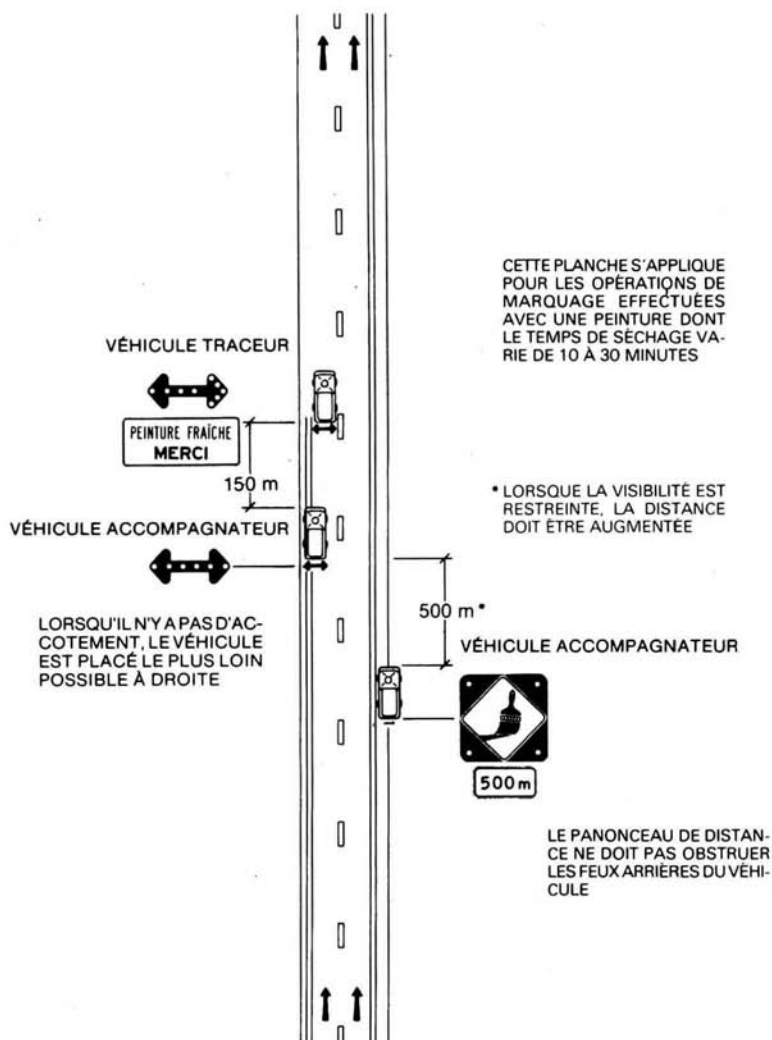 CETTE PLANCHE S'APPLIQUE
POUR LES OPÉRATIONS DE
MARQUAGE EFFECTUÉES
AVEC UNE PEINTURE DONT
LE TEMPS DE SÉCHAGE VA-
RIE DE 10 À 30 MINUTES
VÉHICULE TRACEUR
PEINTURE FRAÎCHE
MERCI
150 m
* LORSQUE LA VISIBILITÉ EST
RESTREINTE, LA DISTANCE
DOIT ÊTRE AUGMENTÉE
VÉHICULE ACCOMPAGNATEUR
500 m*
LORSQU'IL N'Y A PAS D'AC-
COTEMENT, LE VÉHICULE
EST PLACÉ LE PLUS LOIN
POSSIBLE À DROITE
VÉHICULE ACCOMPAGNATEUR
500 m
LE PANONCEAU DE DISTAN-
CE NE DOIT PAS OBSTRUER
LES FEUX ARRIÈRES DU VÉHI-
CULE